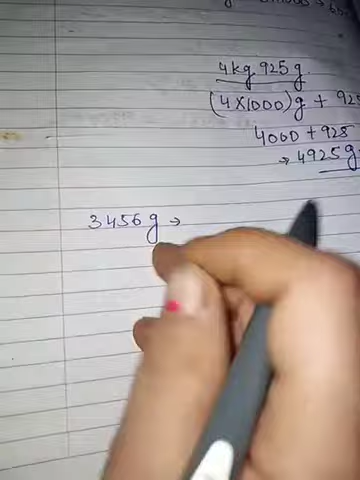 4kg 925g.
(4×1000)g + 925
4000 + 925
→ 4925g.
3456g →